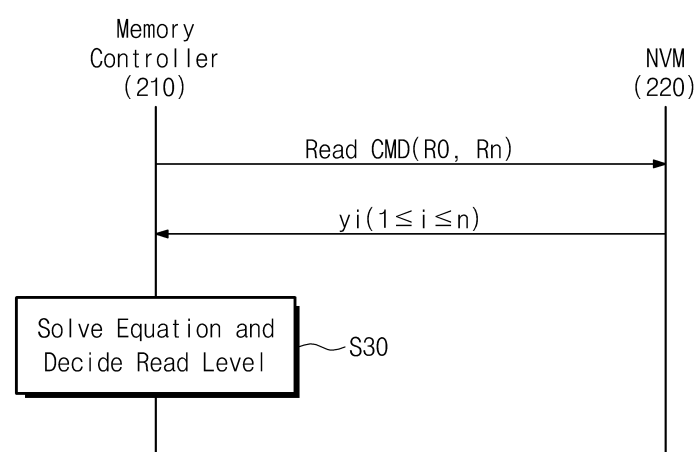 Memory
Controller
(210)
NVM
(220)
Read CMD(R0, Rn)
yi(1≤i≤n)
Solve Equation and
Decide Read Level
S30